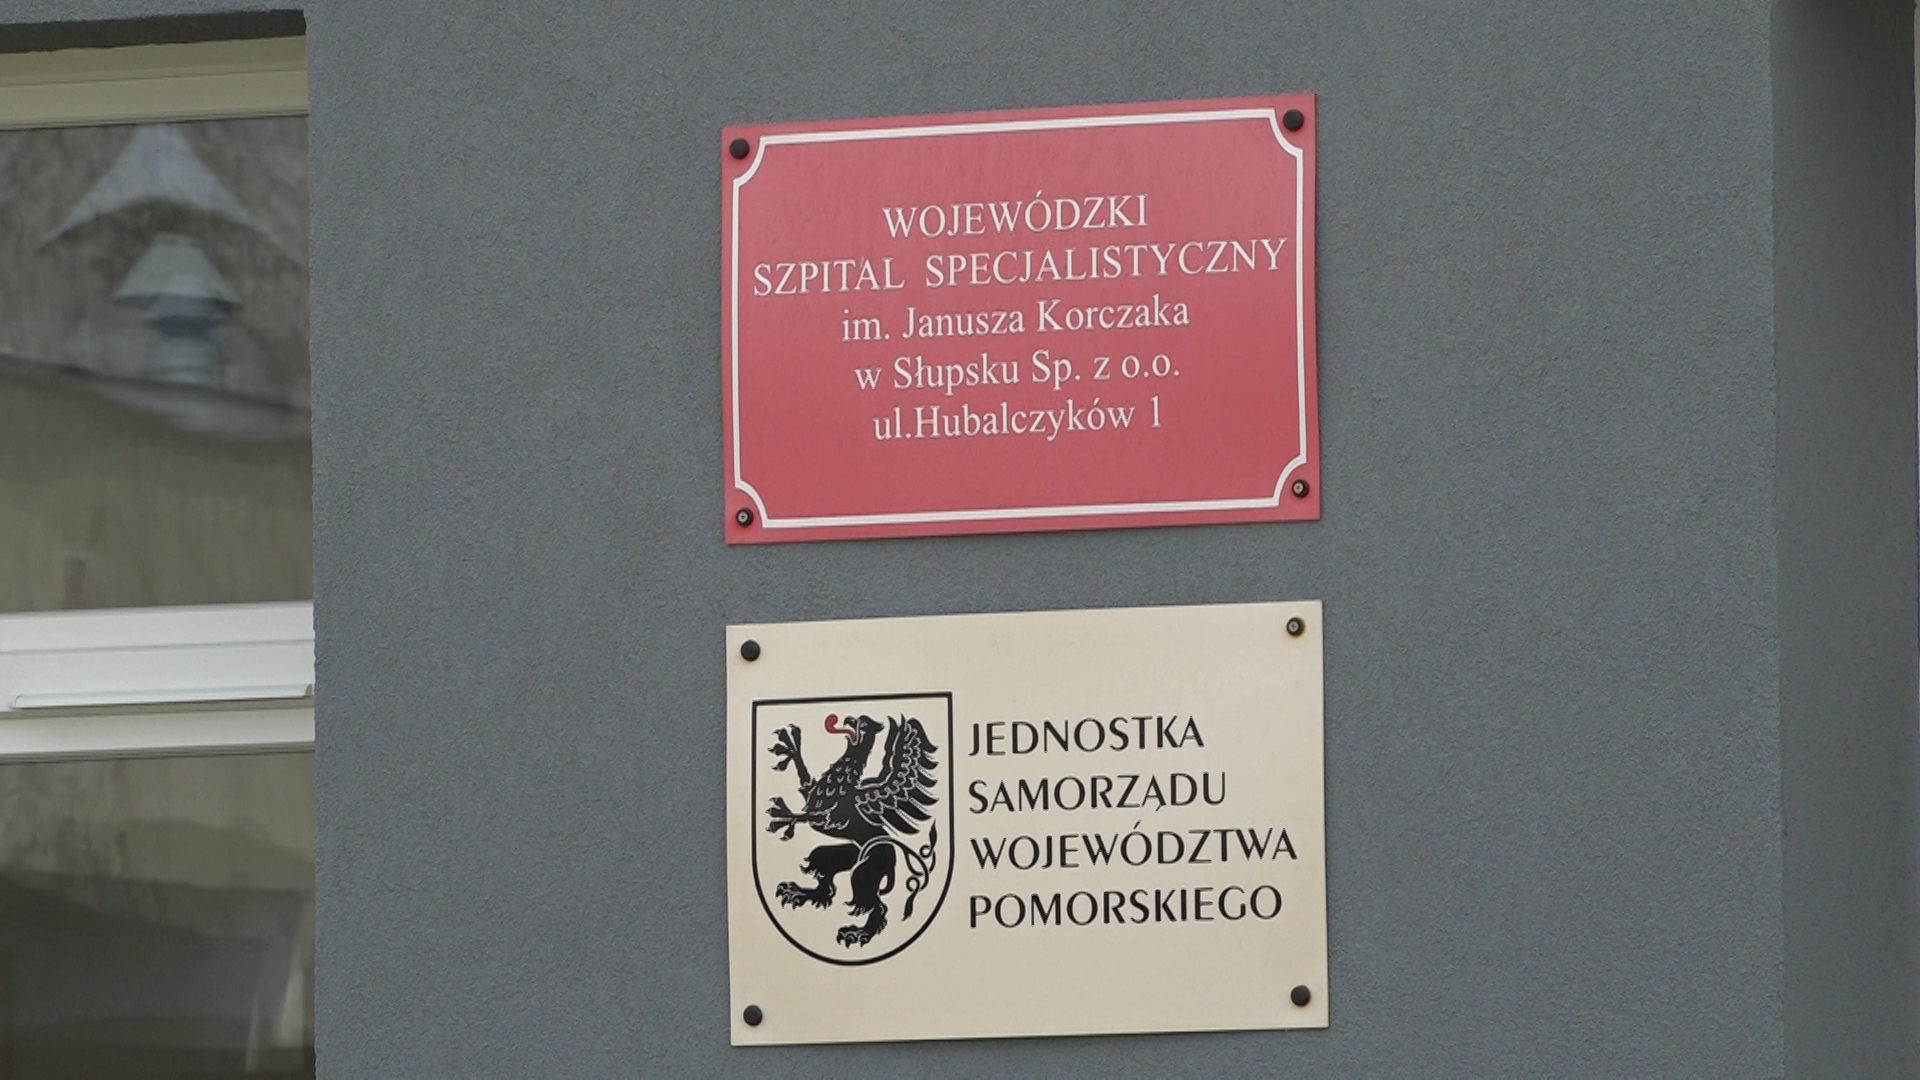 WOJEWÓDZKI
SZPITAL SPECJALISTYCZNY
im. Janusza Korczaka
w Słupsku Sp. z o.o.
ul.Hubalczyków 1
JEDNOSTKA
SAMORZĄDU
WOJEWÓDZTWA
POMORSKIEGO